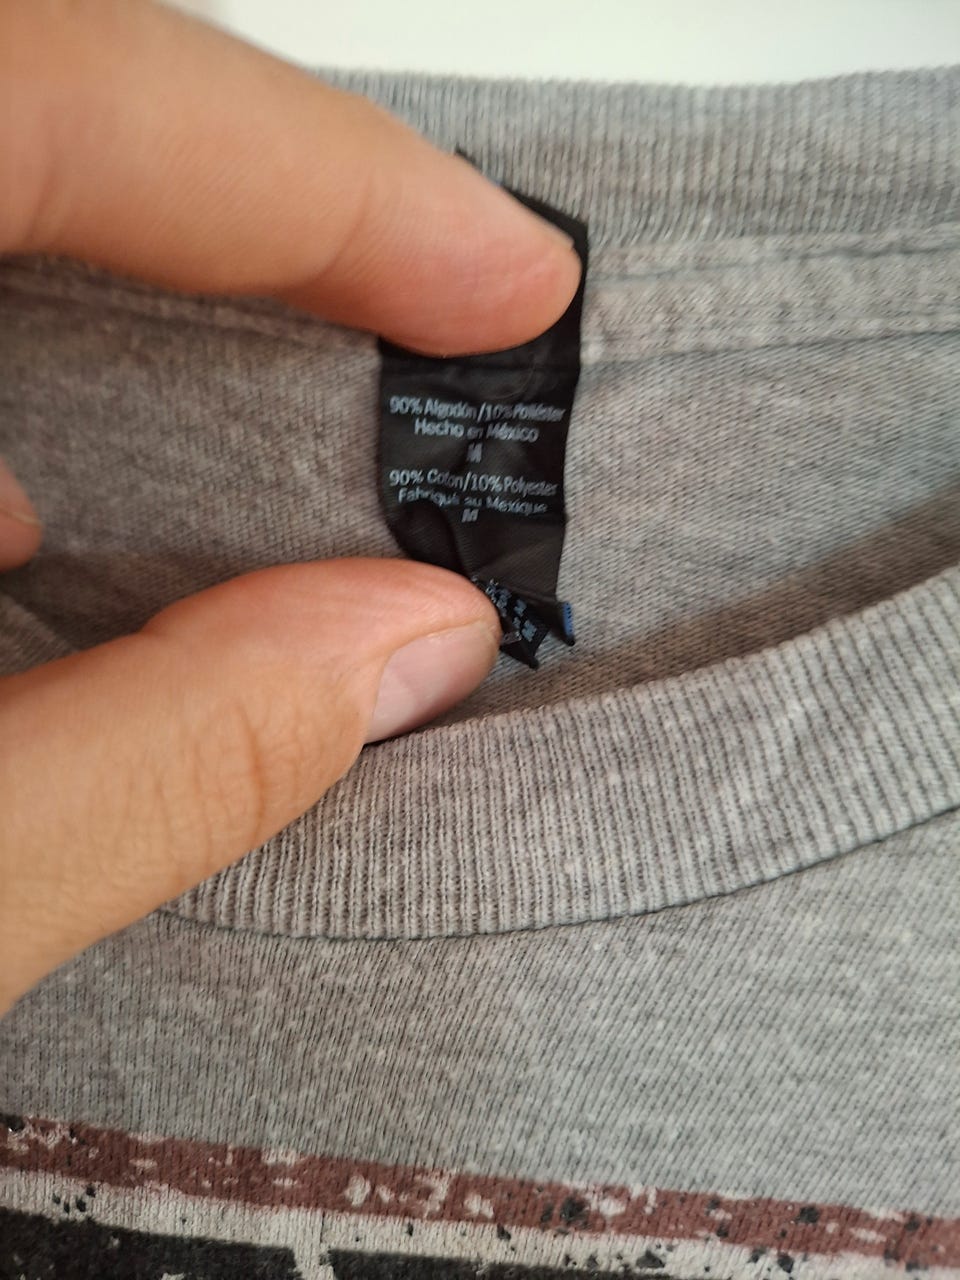 90% Algodón/10% Poliéster
Hecho en México
M
90% Coton/10% Polyester
Fabriqué au Mexique
M